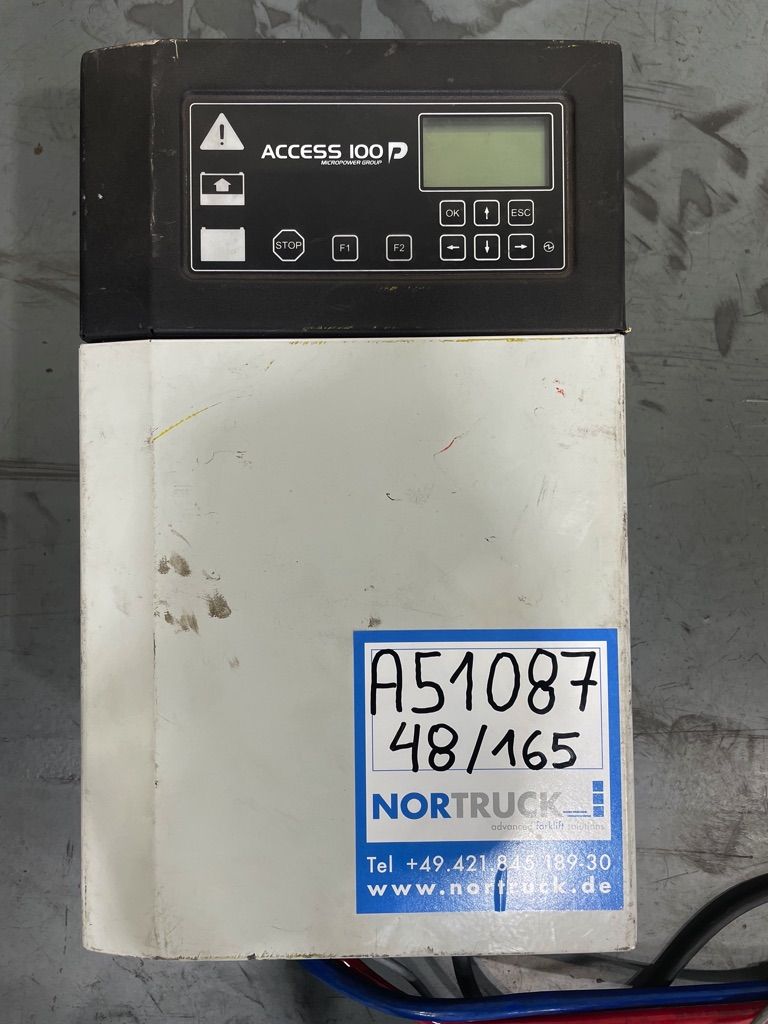 ACCESS 100
MICROPOWER GROUP
OK
ESC
STOP
F1
F2
A51087
48/165
NORTRUCK
advanced forklift solutions
Tel +49.421.845 189-30
www.nortruck.de